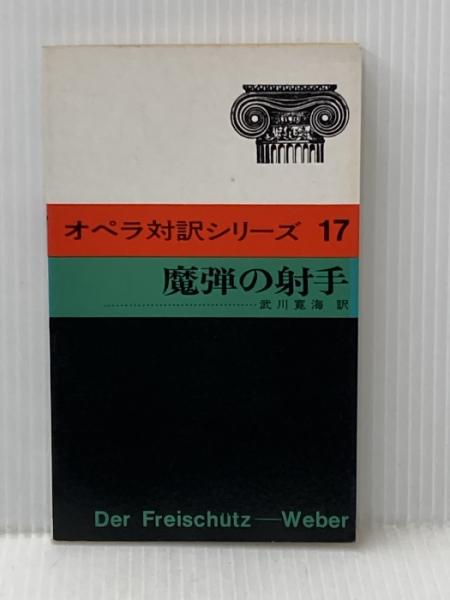 オペラ対訳シリーズ 17
魔弾の射手
武川寛海 訳
Der Freischütz—Weber